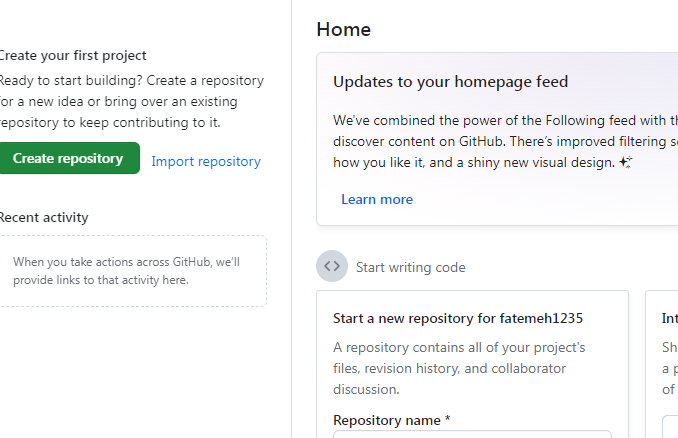 Create your first project
Ready to start building? Create a repository
for a new idea or bring over an existing
repository to keep contributing to it.
Create repository
Import repository
Recent activity
When you take actions across GitHub, we'll
provide links to that activity here.
Home
Updates to your homepage feed
We've combined the power of the Following feed with
discover content on GitHub. There's improved filtering
how you like it, and a shiny new visual design.
Learn more
Start writing code
Start a new repository for fatemeh1235
A repository contains all of your project's
files, revision history, and collaborator
discussion.
Repository name *
Int
Sh
a p
of